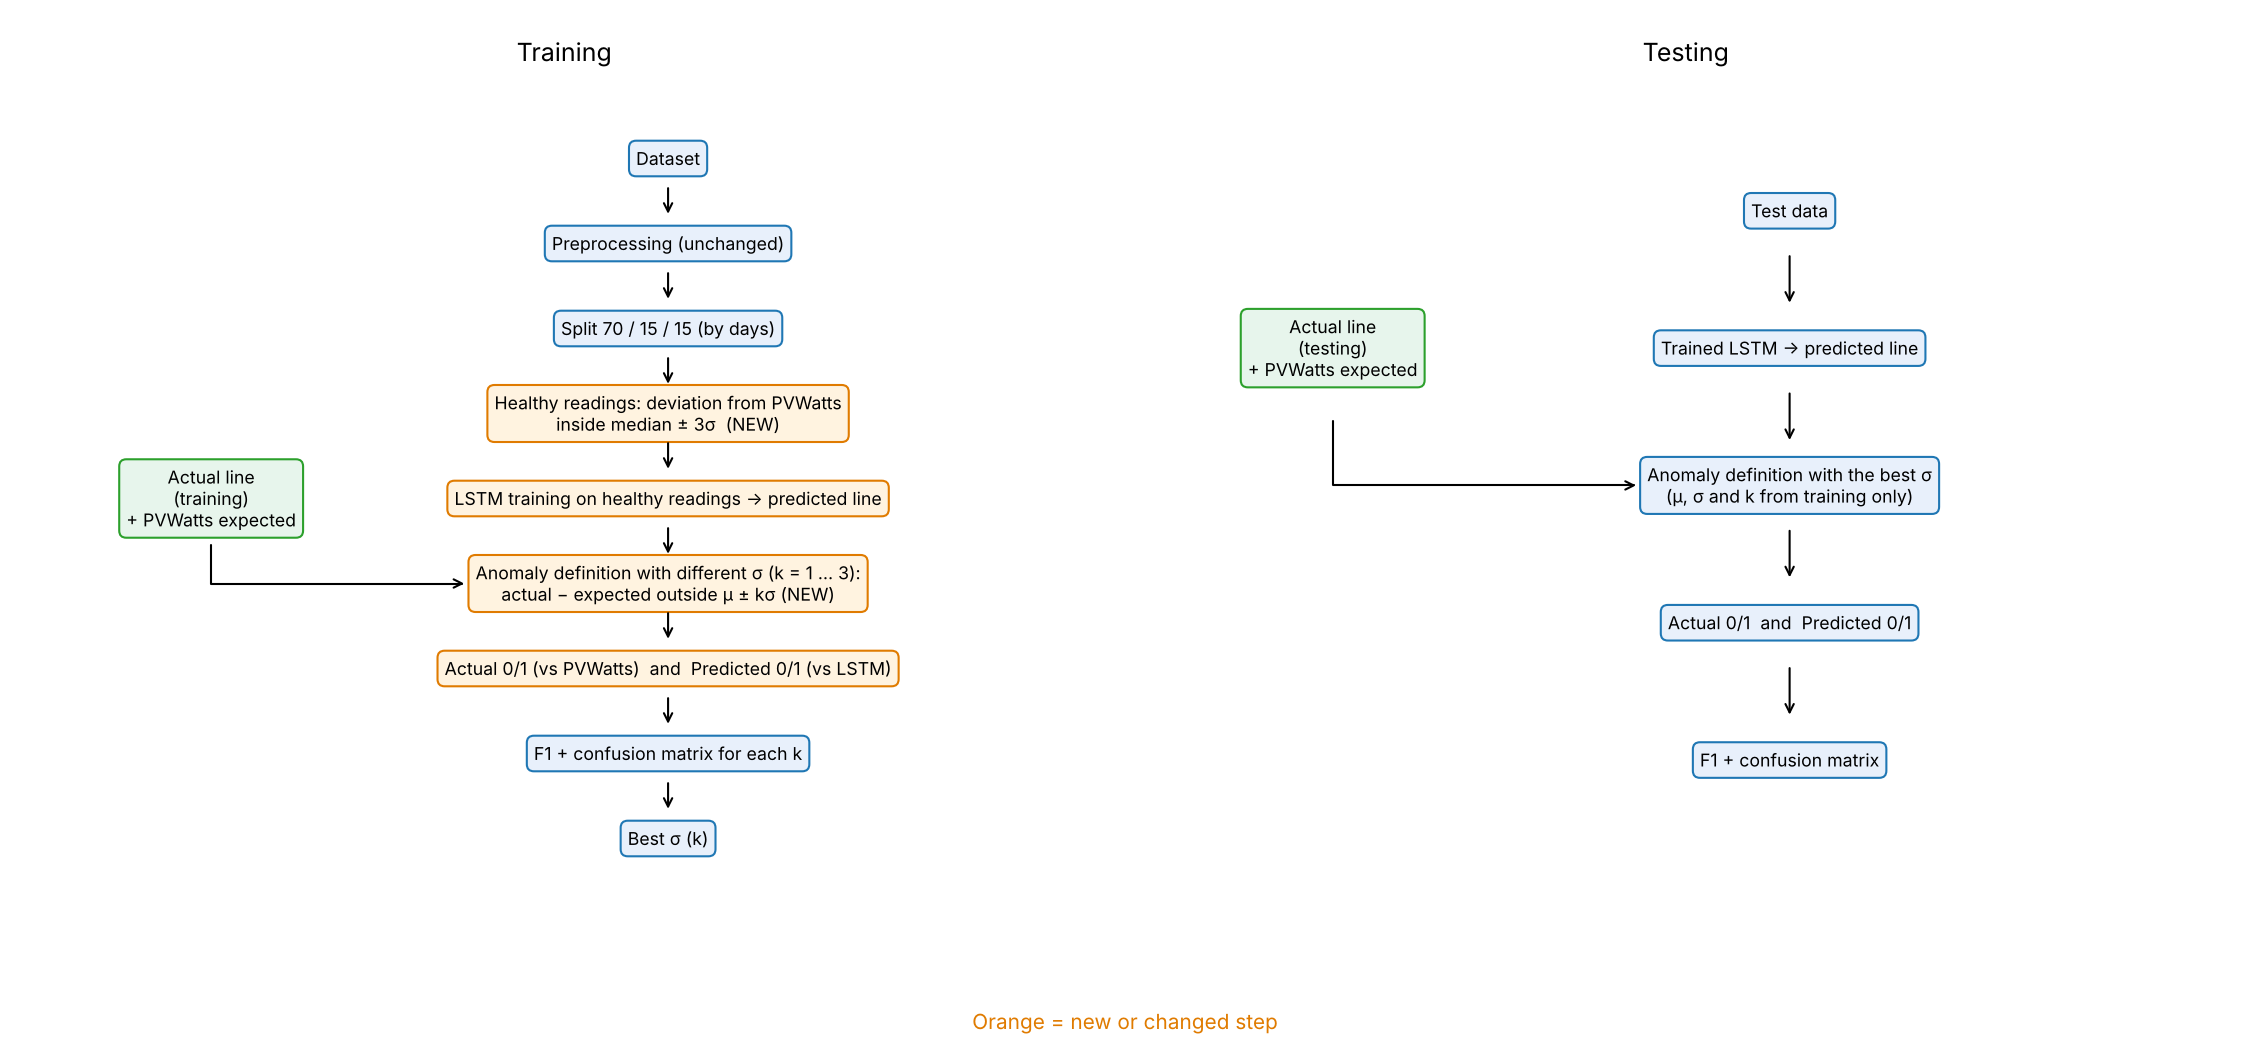 Training
Dataset
Preprocessing (unchanged)
Split 70 / 15 / 15 (by days)
Healthy readings: deviation from PVWatts
inside median ± 3σ  (NEW)
Actual line
(training)
+ PVWatts expected
LSTM training on healthy readings → predicted line
Anomaly definition with different σ (k = 1 … 3):
actual − expected outside μ ± kσ (NEW)
Actual 0/1 (vs PVWatts)  and  Predicted 0/1 (vs LSTM)
F1 + confusion matrix for each k
Best σ (k)
Testing
Test data
Actual line
(testing)
+ PVWatts expected
Trained LSTM → predicted line
Anomaly definition with the best σ
(μ, σ and k from training only)
Actual 0/1  and  Predicted 0/1
F1 + confusion matrix
Orange = new or changed step